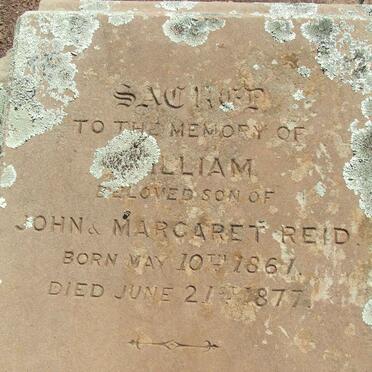 SACRED
TO THE MEMORY OF
WILLIAM
BELOVED SON OF
JOHN & MARGARET REID.
BORN MAY 10TH 1861.
DIED JUNE 21ST 1877.